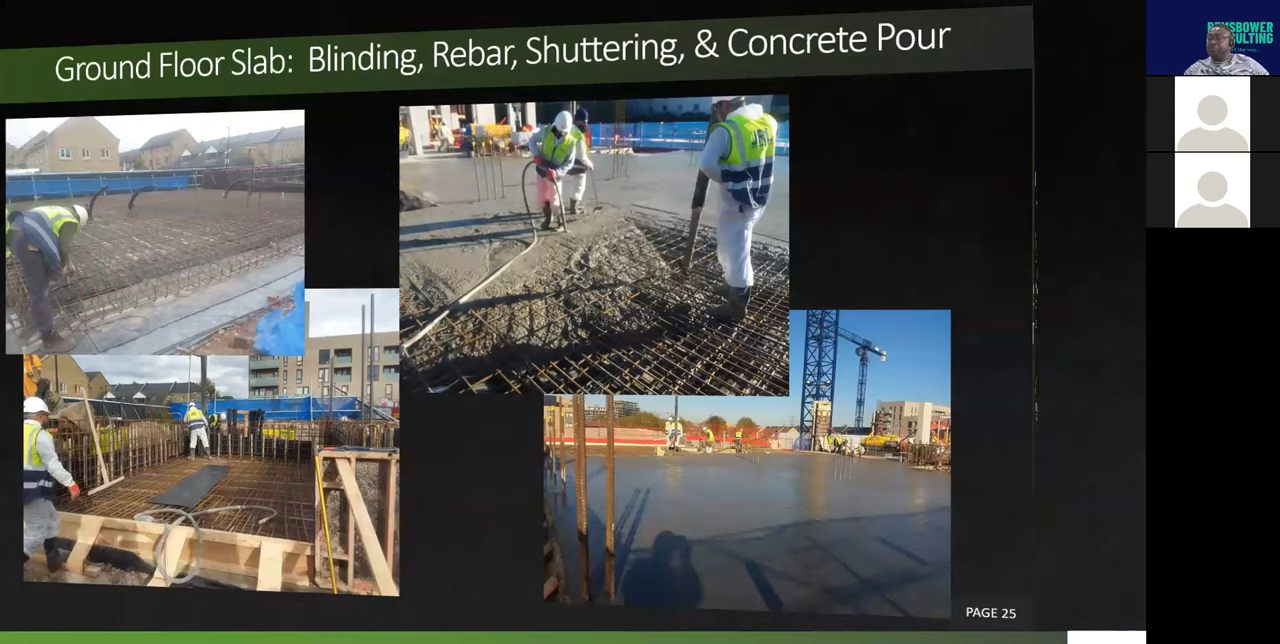 Ground Floor Slab: Blinding, Rebar, Shuttering, & Concrete Pour
PAGE 25